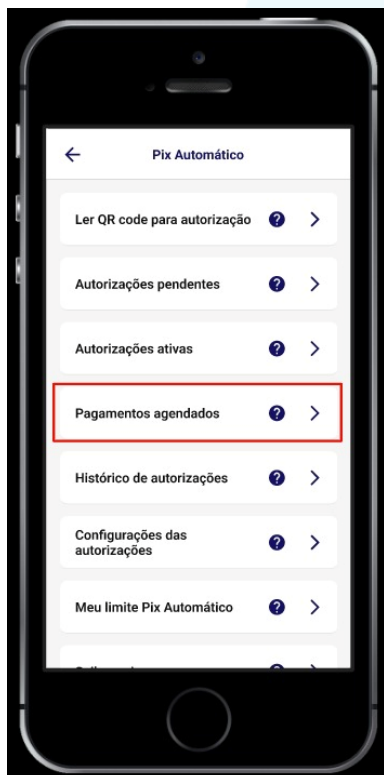 Pix Automático
Ler QR code para autorização ?
Autorizações pendentes ?
Autorizações ativas ?
Pagamentos agendados ?
Histórico de autorizações ?
Configurações das
autorizações ?
Meu limite Pix Automático ?